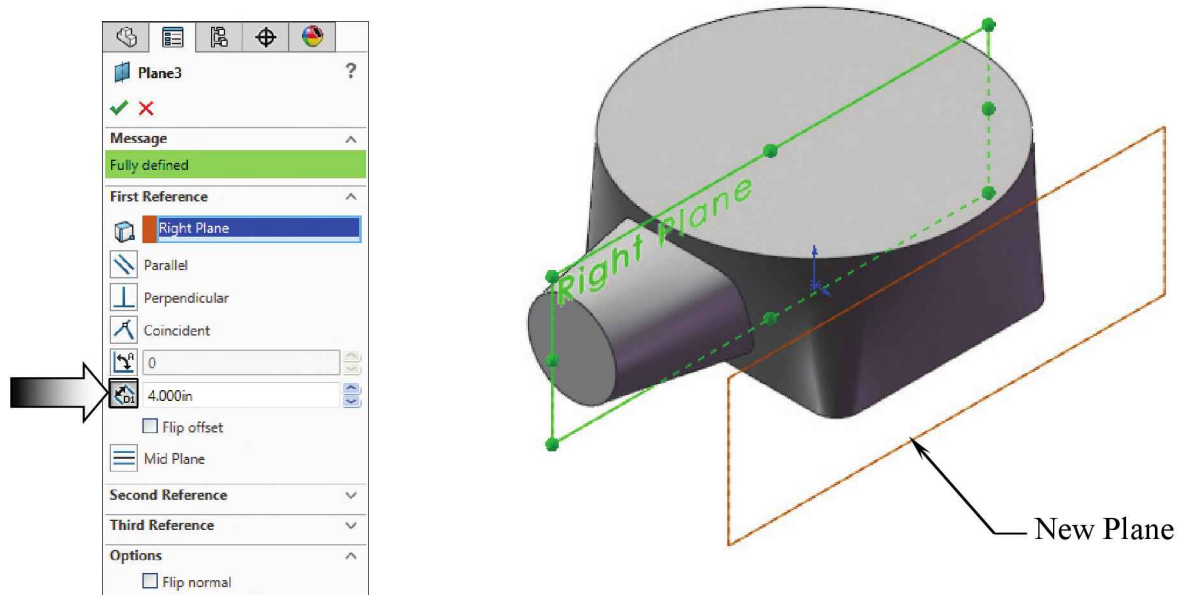 Plane3 ?
Message
Fully defined
First Reference
Right Plane
Parallel
Perpendicular
Coincident
0
D1 4.000in
Flip offset
Mid Plane
Second Reference
Third Reference
Options
Flip normal
Right Plane
New Plane